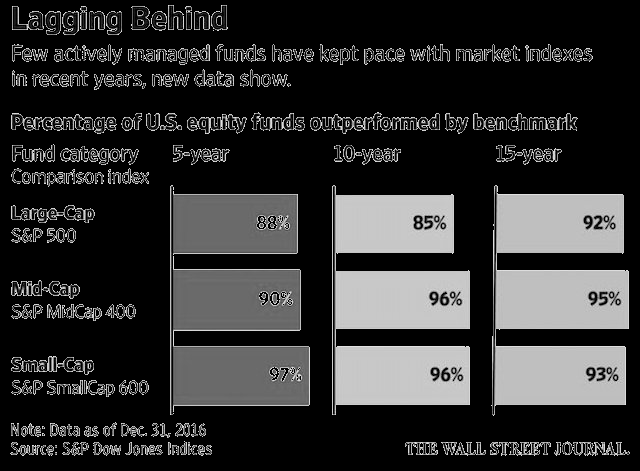 Lagging Behind
Few actively managed funds have kept pace with market indexes
in recent years, new data show.
Percentage of U.S. equity funds outperformed by benchmark
Fund category 5-year 10-year 15-year
Comparison index
Large-Cap
S&P 500
88% 85% 92%
Mid-Cap
S&P MidCap 400
90% 96% 95%
Small-Cap
S&P SmallCap 600
97% 96% 93%
Note: Data as of Dec. 31, 2016
Source: S&P Dow Jones Indices
THE WALL STREET JOURNAL.